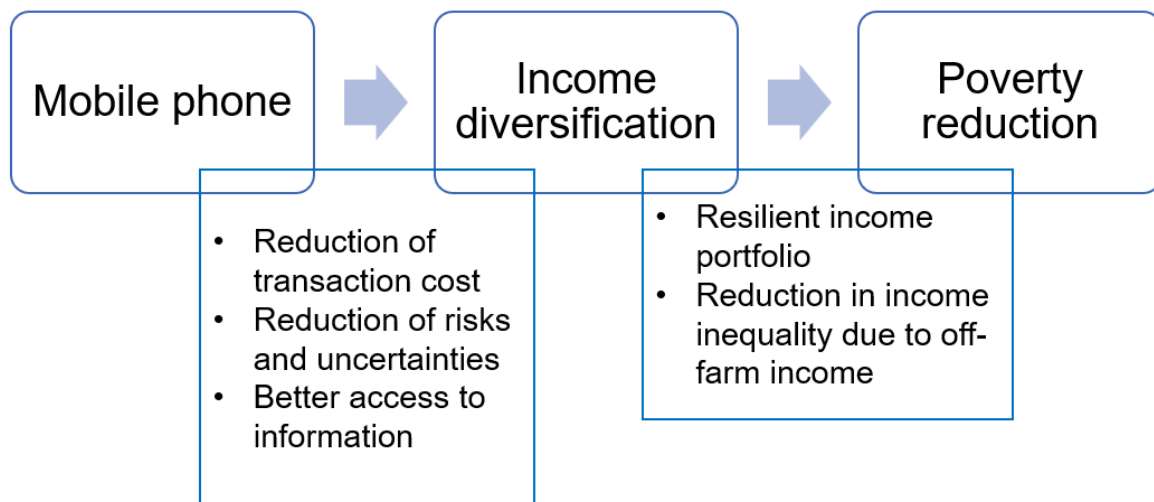 Mobile phone
Income
diversification
Poverty
reduction
• Reduction of
transaction cost
• Reduction of risks
and uncertainties
• Better access to
information
• Resilient income
portfolio
• Reduction in income
inequality due to off-
farm income